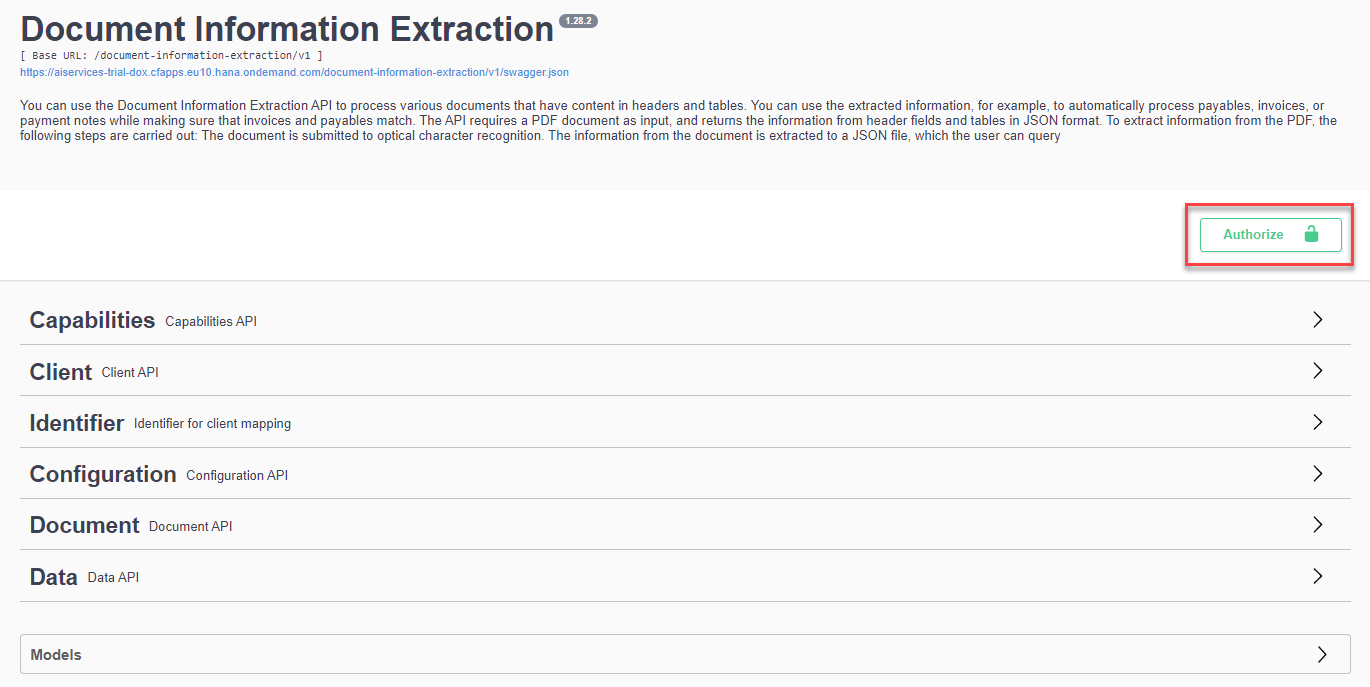 Document Information Extraction 1.28.2
[ Base URL: /document-information-extraction/v1 ]
https://aiservices-trial-dox.cfapps.eu10.hana.ondemand.com/document-information-extraction/v1/swagger.json
You can use the Document Information Extraction API to process various documents that have content in headers and tables. You can use the extracted information, for example, to automatically process payables, invoices, or
payment notes while making sure that invoices and payables match. The API requires a PDF document as input, and returns the information from header fields and tables in JSON format. To extract information from the PDF, the
following steps are carried out: The document is submitted to optical character recognition. The information from the document is extracted to a JSON file, which the user can query
Authorize
Capabilities Capabilities API
Client Client API
Identifier Identifier for client mapping
Configuration Configuration API
Document Document API
Data Data API
Models